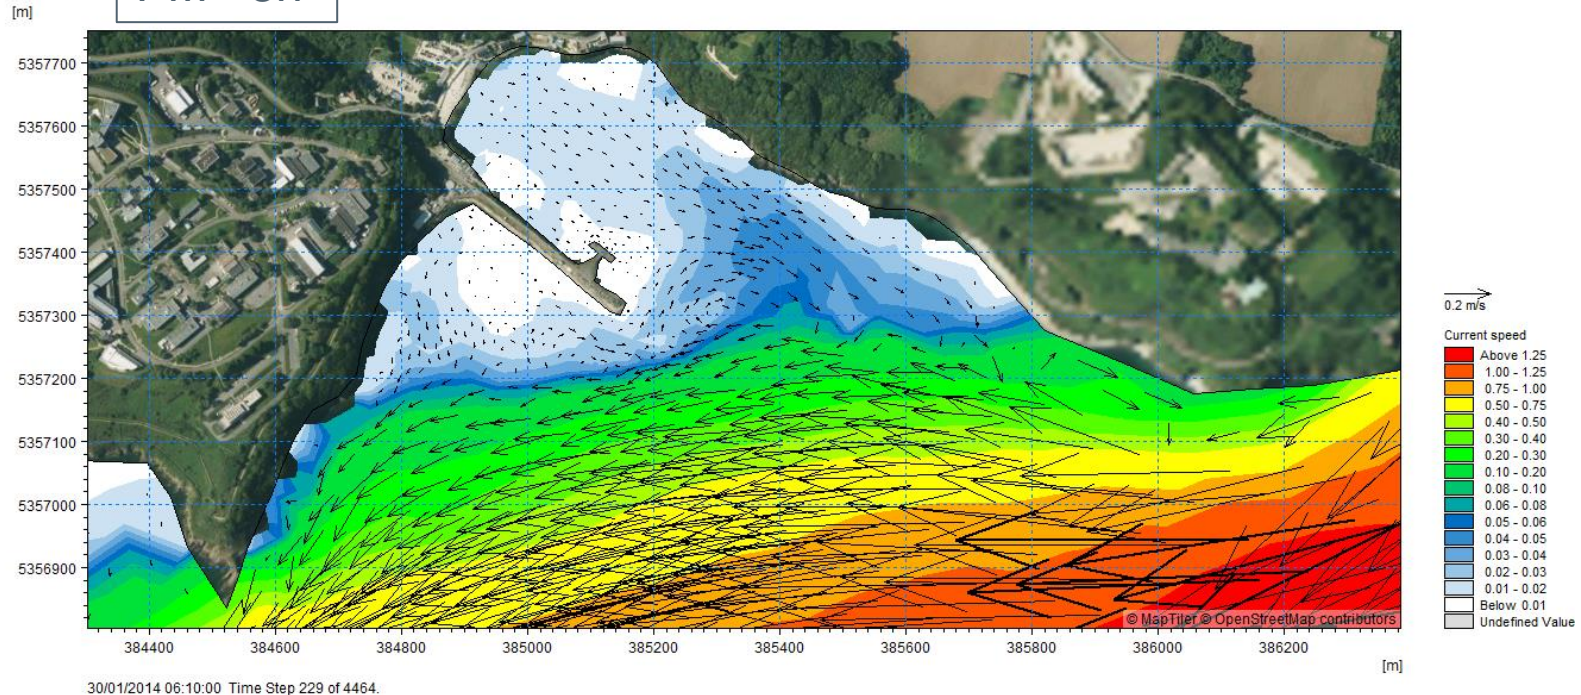 [m]
5357700
5357600
5357500
5357400
5357300
5357200
5357100
5357000
5356900
384400 384600 384800 385000 385200 385400 385600 385800 386000 386200
[m]
© MapTiler © OpenStreetMap contributors
0.2 m/s
Current speed
Above 1.25
1.00 - 1.25
0.75 - 1.00
0.50 - 0.75
0.40 - 0.50
0.30 - 0.40
0.20 - 0.30
0.10 - 0.20
0.08 - 0.10
0.06 - 0.08
0.05 - 0.06
0.04 - 0.05
0.03 - 0.04
0.02 - 0.03
0.01 - 0.02
Below 0.01
Undefined Value
30/01/2014 06:10:00 Time Step 229 of 4464.